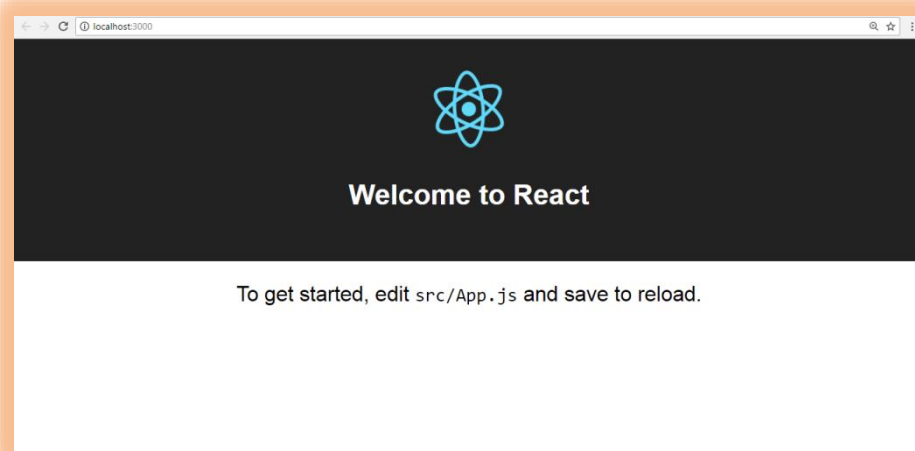 localhost:3000
Welcome to React
To get started, edit src/App.js and save to reload.